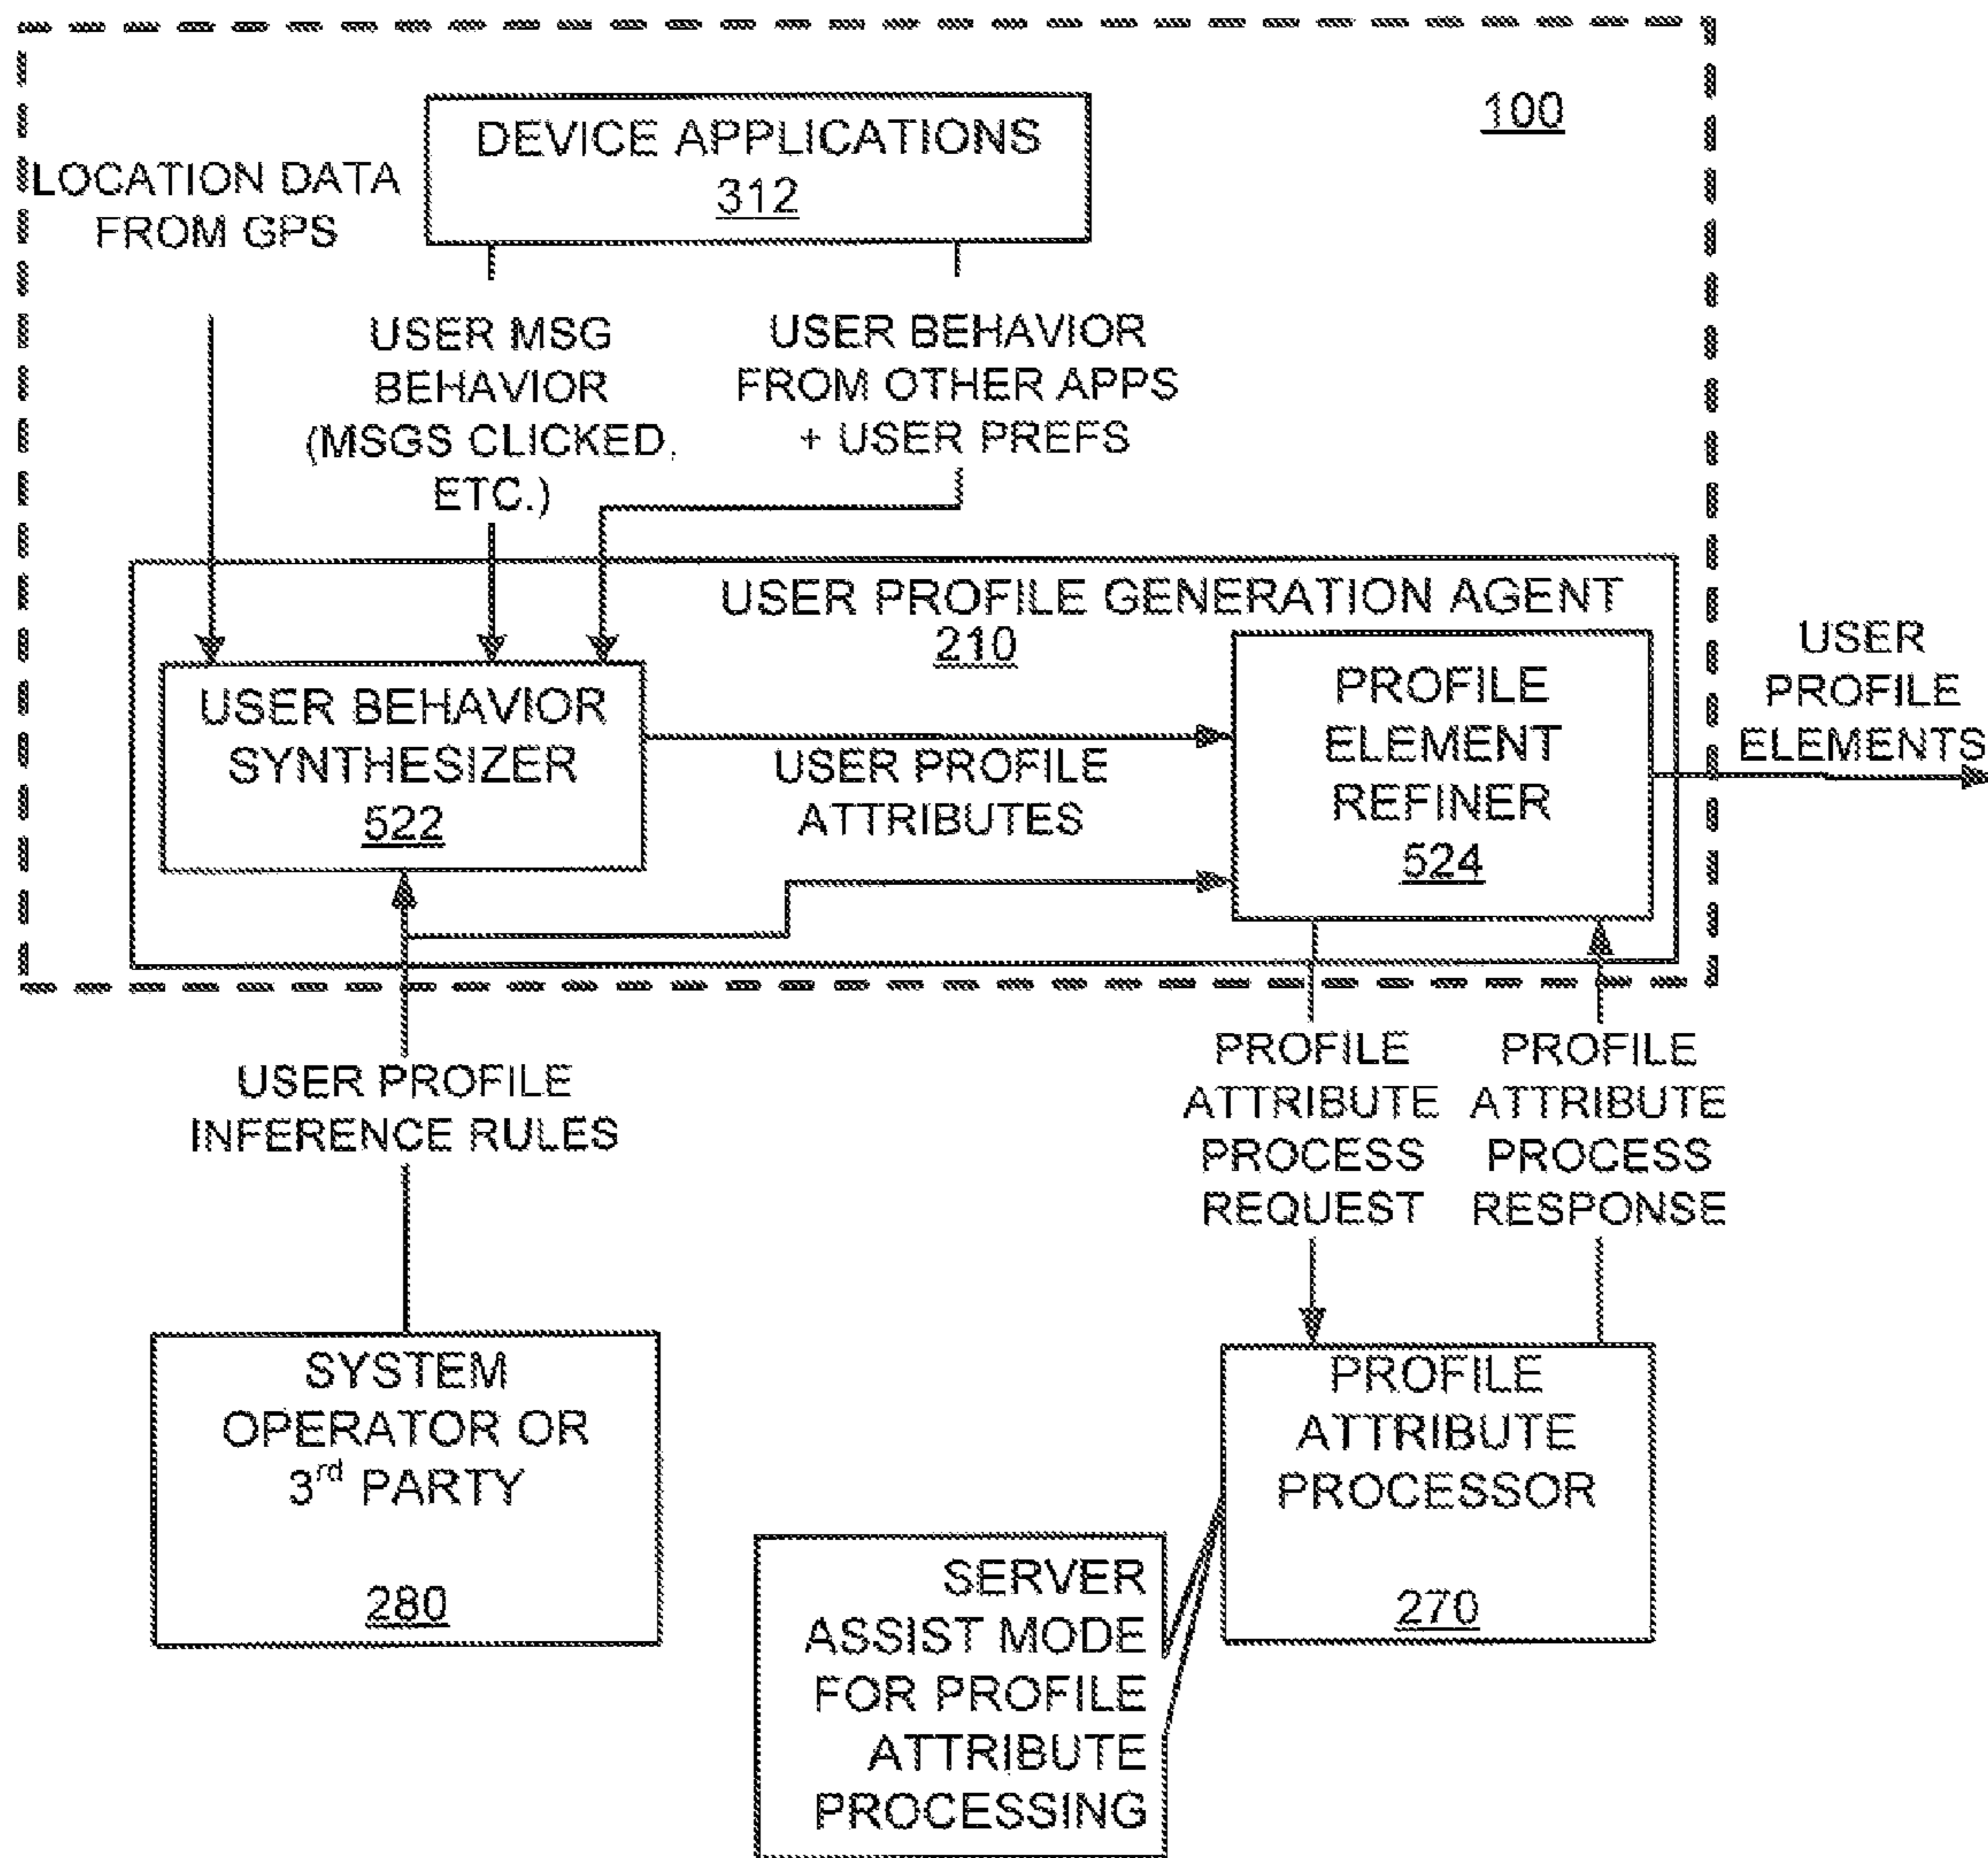 100
DEVICE APPLICATIONS
312
LOCATION DATA
FROM GPS
USER MSG
BEHAVIOR
(MSGS CLICKED,
ETC.)
USER BEHAVIOR
FROM OTHER APPS
+ USER PREFS
USER PROFILE GENERATION AGENT
210
USER BEHAVIOR
SYNTHESIZER
522
USER PROFILE
ATTRIBUTES
PROFILE
ELEMENT
REFINER
524
USER
PROFILE
ELEMENTS
USER PROFILE
INFERENCE RULES
PROFILE
ATTRIBUTE
PROCESS
REQUEST
PROFILE
ATTRIBUTE
PROCESS
RESPONSE
SYSTEM
OPERATOR OR
3rd PARTY
280
PROFILE
ATTRIBUTE
PROCESSOR
270
SERVER
ASSIST MODE
FOR PROFILE
ATTRIBUTE
PROCESSING